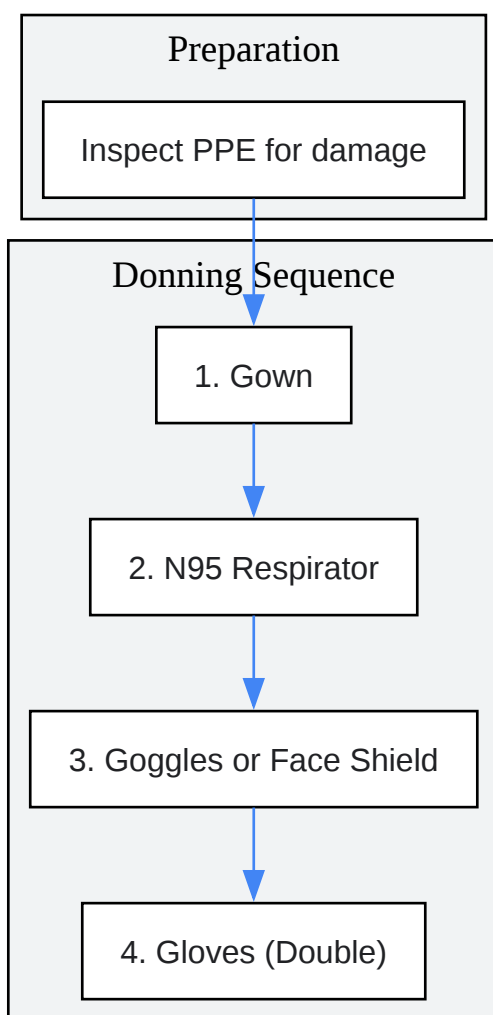 Preparation
Inspect PPE for damage
Donning Sequence
1. Gown
2. N95 Respirator
3. Goggles or Face Shield
4. Gloves (Double)